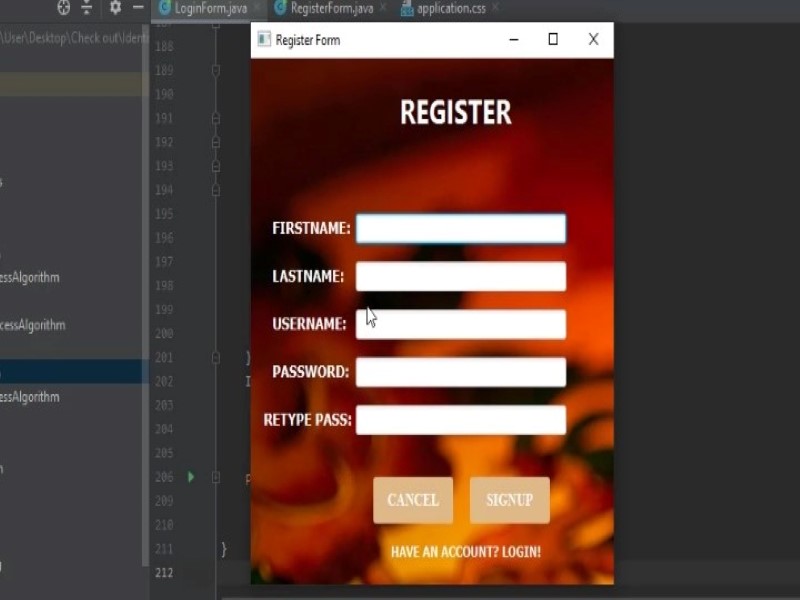 LoginForm.java RegisterForm.java application.css
\User\Desktop\Check out\Ident
Register Form
REGISTER
FIRSTNAME:
LASTNAME:
USERNAME:
PASSWORD:
RETYPE PASS:
CANCEL SIGNUP
HAVE AN ACCOUNT? LOGIN!
essAlgorithm
cessAlgorithm
essAlgorithm
188
189
190
191
192
193
194
195
196
197
198
199
200
201
202
203
204
205
206
209
210
211 }
212